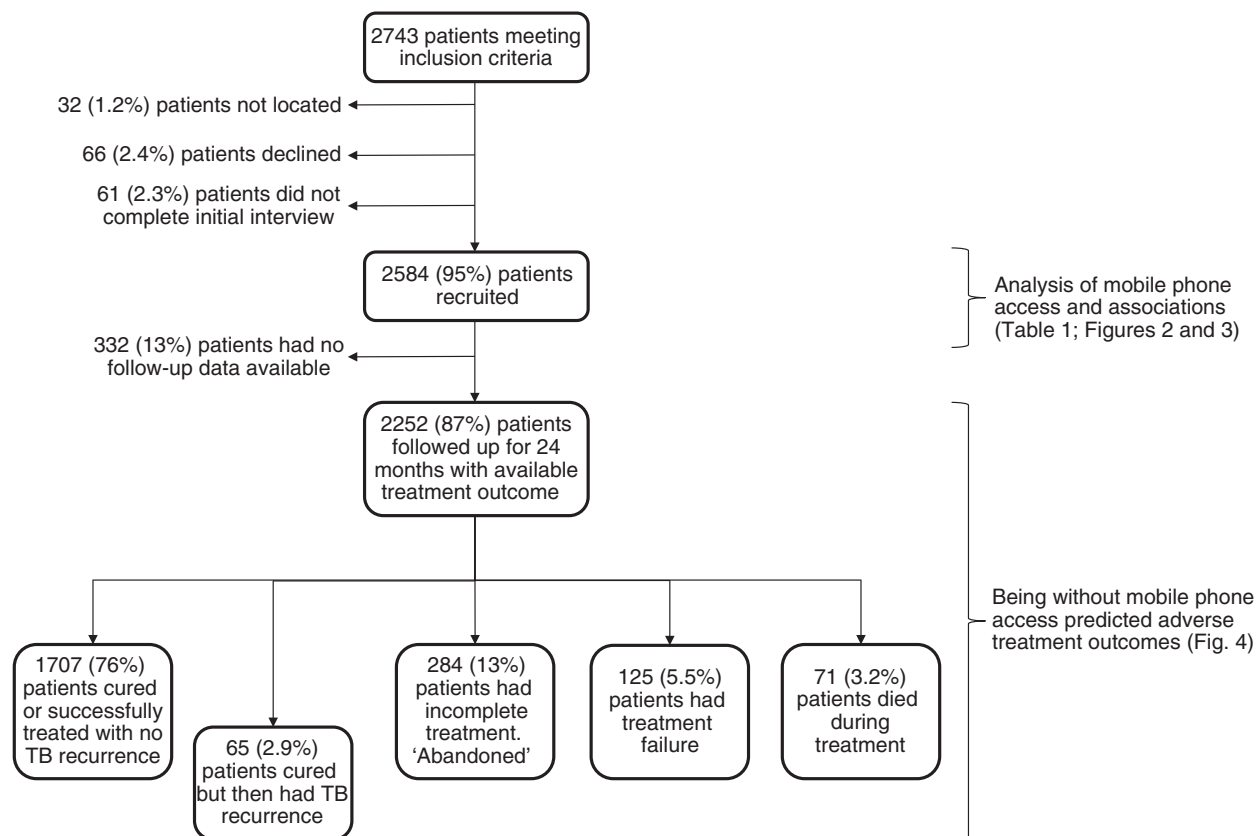 2743 patients meeting
inclusion criteria
32 (1.2%) patients not located
66 (2.4%) patients declined
61 (2.3%) patients did not
complete initial interview
2584 (95%) patients
recruited
Analysis of mobile phone
access and associations
(Table 1; Figures 2 and 3)
332 (13%) patients had no
follow-up data available
2252 (87%) patients
followed up for 24
months with available
treatment outcome
Being without mobile phone
access predicted adverse
treatment outcomes (Fig. 4)
1707 (76%)
patients cured
or successfully
treated with no
TB recurrence
65 (2.9%)
patients cured
but then had TB
recurrence
284 (13%)
patients had
incomplete
treatment.
‘Abandoned’
125 (5.5%)
patients had
treatment
failure
71 (3.2%)
patients died
during
treatment